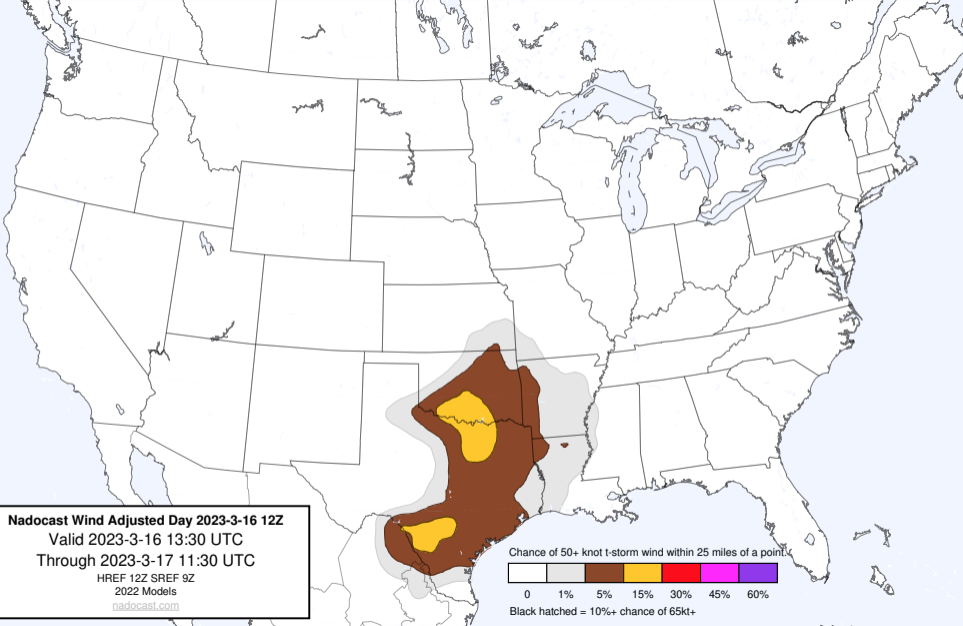 Nadocast Wind Adjusted Day 2023-3-16 12Z
Valid 2023-3-16 13:30 UTC
Through 2023-3-17 11:30 UTC
HREF 12Z SREF 9Z
2022 Models
nadocast.com
Chance of 50+ knot t-storm wind within 25 miles of a point.
0 1% 5% 15% 30% 45% 60%
Black hatched = 10%+ chance of 65kt+